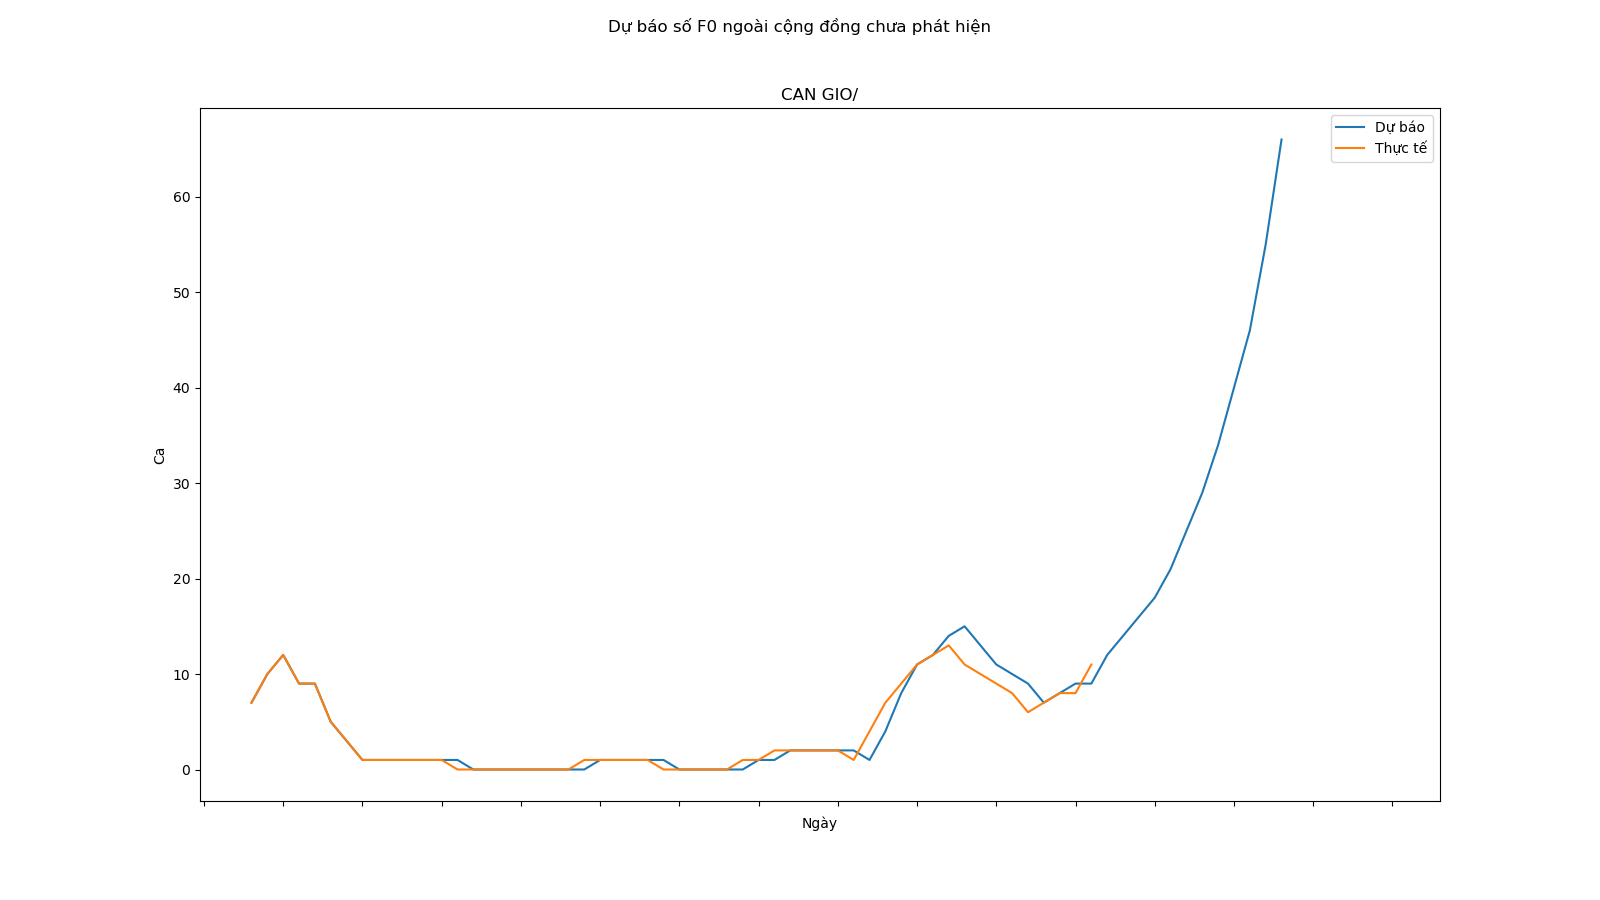 Dự báo số F0 ngoài cộng đồng chưa phát hiện
CAN GIO/
Dự báo
Thực tế
60
50
40
30
20
10
0
Ca
Ngày